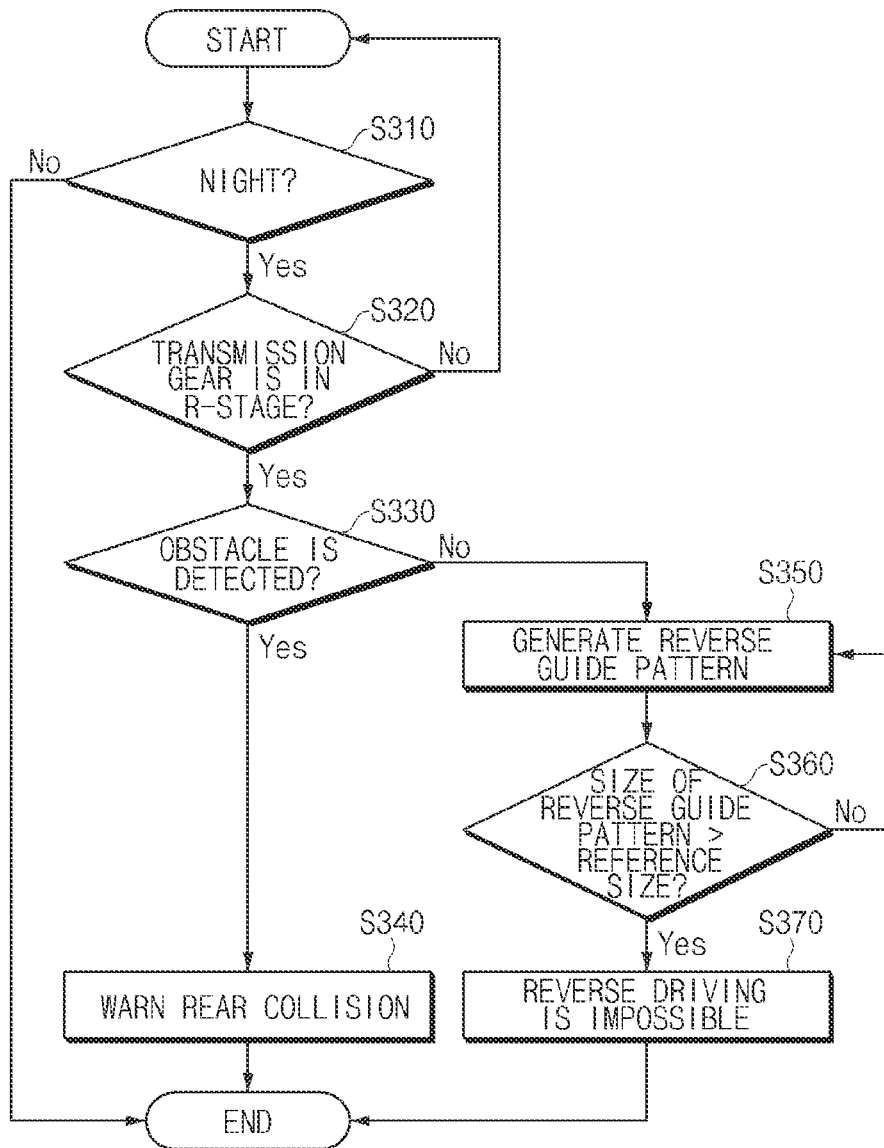 START
S310
No
NIGHT?
Yes
S320
TRANSMISSION
GEAR IS IN
R-STAGE?
No
Yes
S330
OBSTACLE IS
DETECTED?
No
Yes
S350
GENERATE REVERSE
GUIDE PATTERN
S360
SIZE OF
REVERSE GUIDE
PATTERN >
REFERENCE
SIZE?
No
Yes
S340
WARN REAR COLLISION
S370
REVERSE DRIVING
IS IMPOSSIBLE
END